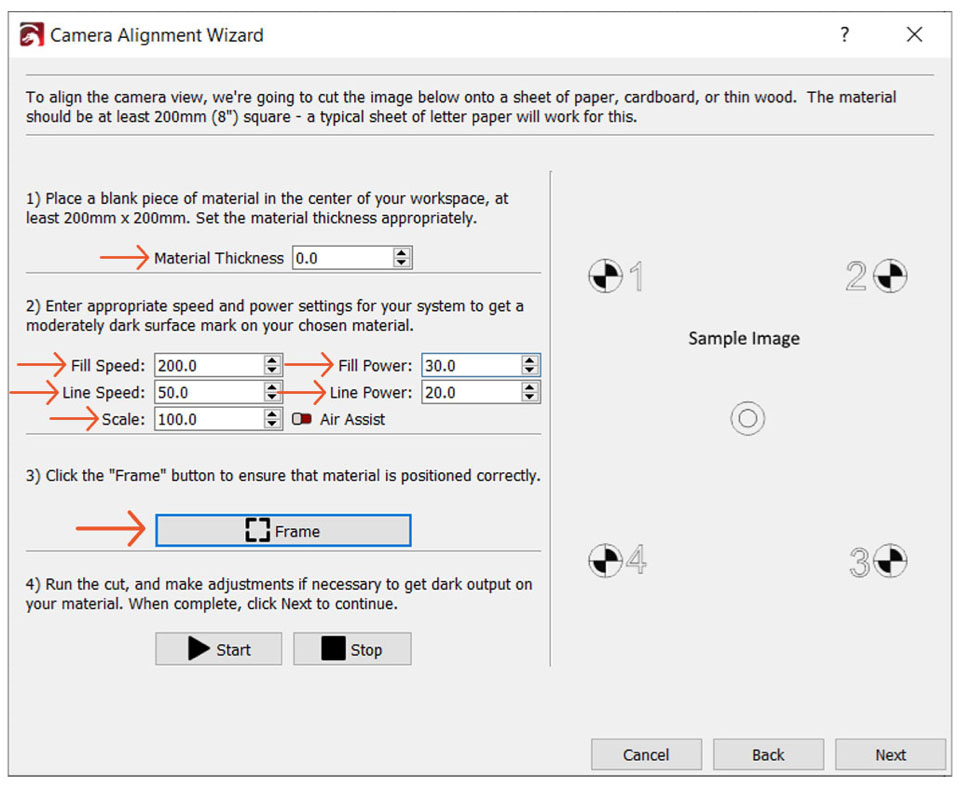 Camera Alignment Wizard
?
To align the camera view, we're going to cut the image below onto a sheet of paper, cardboard, or thin wood. The material
should be at least 200mm (8") square - a typical sheet of letter paper will work for this.
1) Place a blank piece of material in the center of your workspace, at
least 200mm x 200mm. Set the material thickness appropriately.
Material Thickness 0.0
2) Enter appropriate speed and power settings for your system to get a
moderately dark surface mark on your chosen material.
Fill Speed: 200.0 Fill Power: 30.0
Line Speed: 50.0 Line Power: 20.0
Scale: 100.0 Air Assist
3) Click the "Frame" button to ensure that material is positioned correctly.
Frame
4) Run the cut, and make adjustments if necessary to get dark output on
your material. When complete, click Next to continue.
Start Stop
1 2
Sample Image
4 3
Cancel Back Next